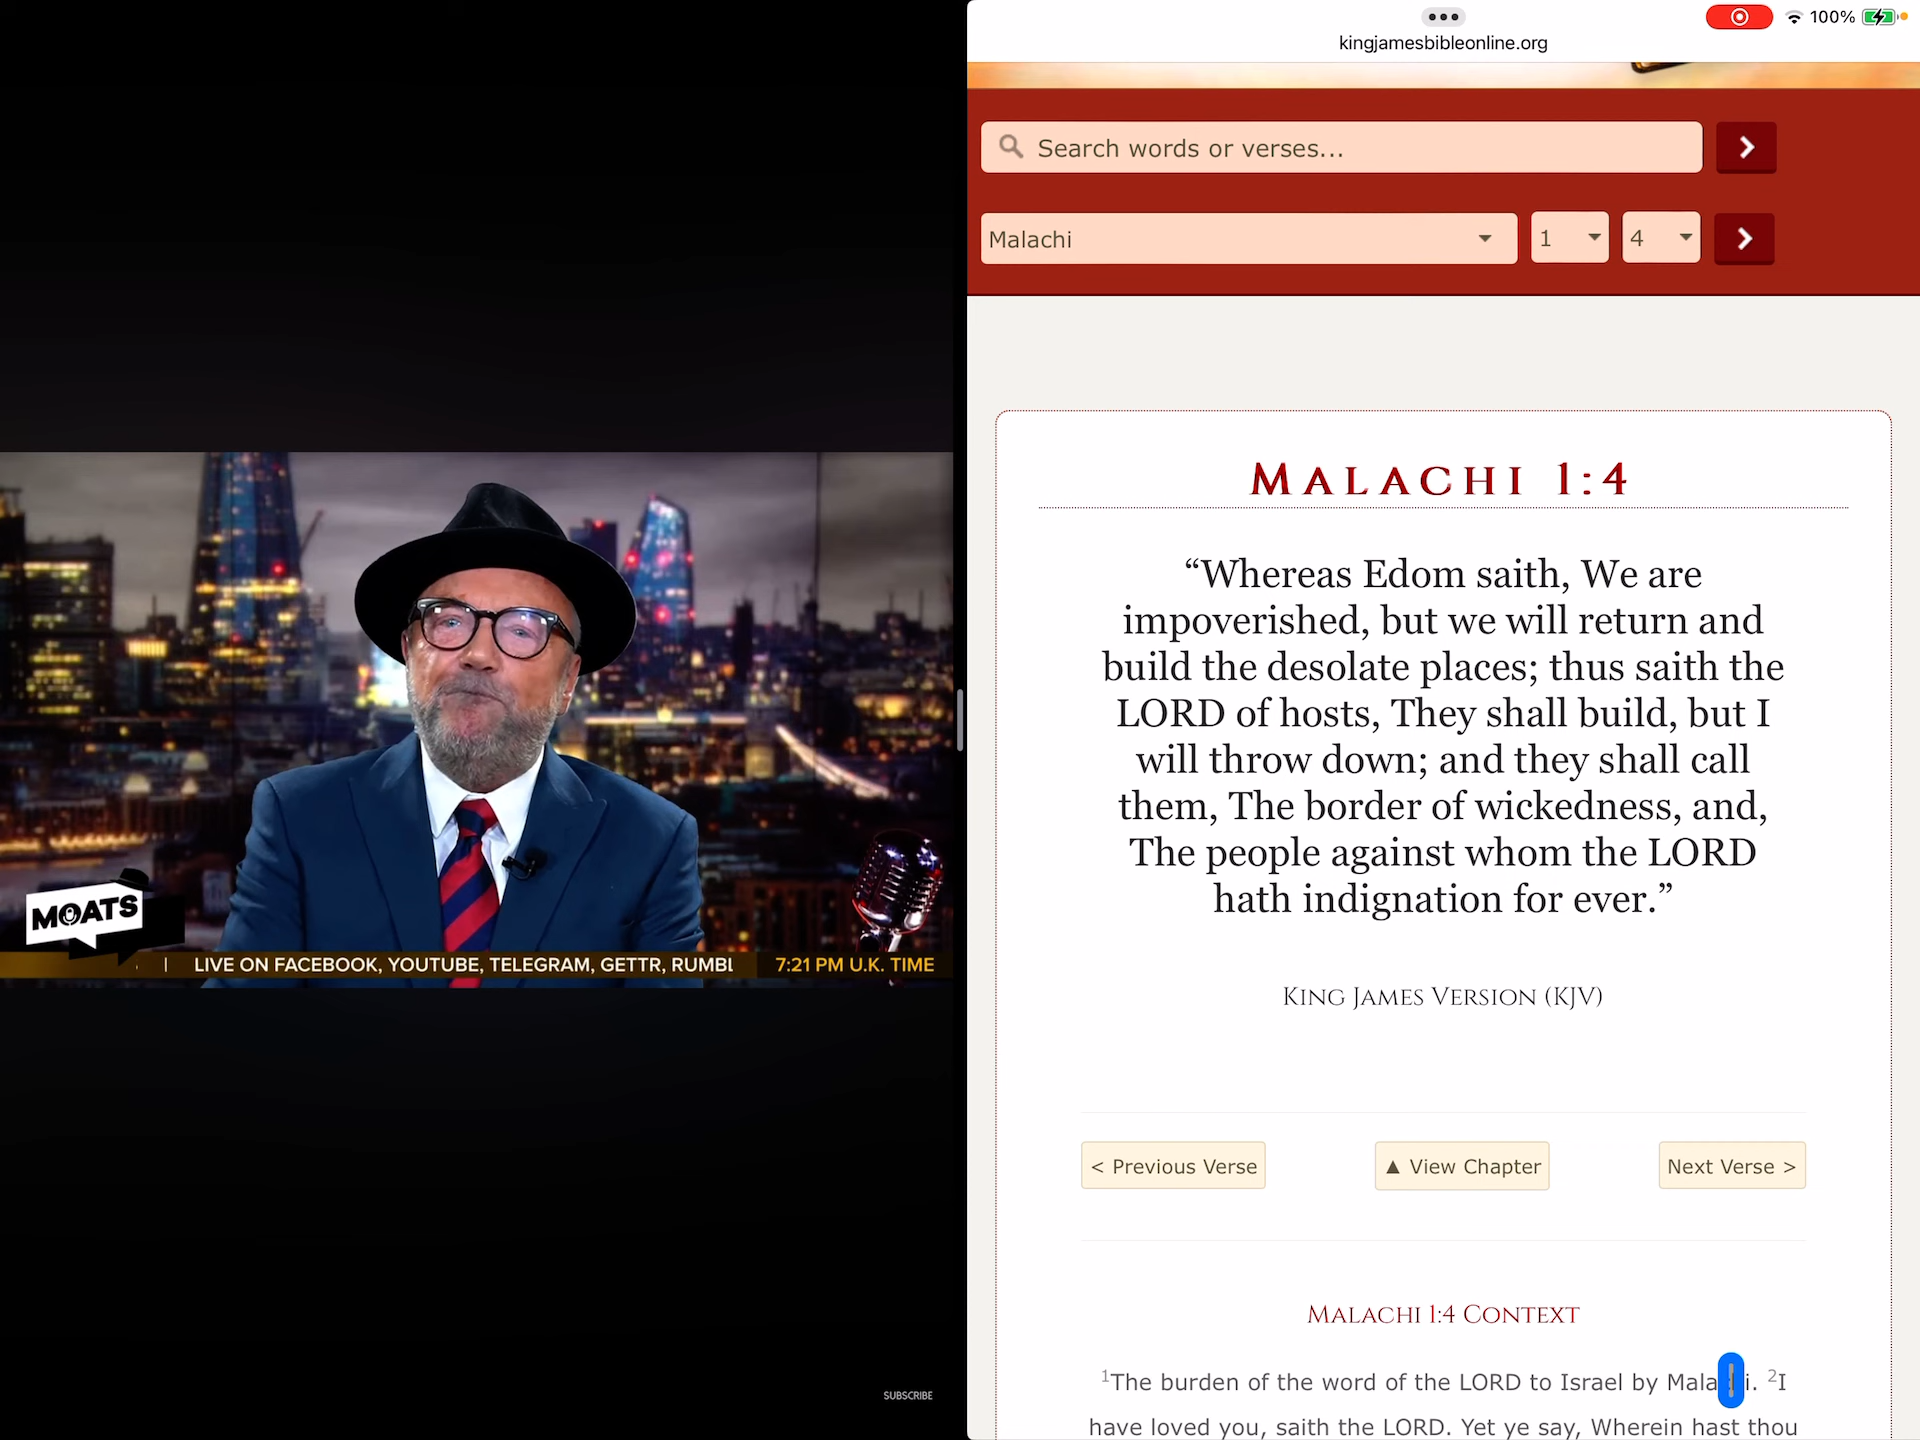 MOATS
| LIVE ON FACEBOOK, YOUTUBE, TELEGRAM, GETTR, RUMBL
7:21 PM U.K. TIME
SUBSCRIBE
100%
kingjamesbibleonline.org
Search words or verses...
Malachi 1 4
MALACHI 1:4
“Whereas Edom saith, We are
impoverished, but we will return and
build the desolate places; thus saith the
LORD of hosts, They shall build, but I
will throw down; and they shall call
them, The border of wickedness, and,
The people against whom the LORD
hath indignation for ever.”
KING JAMES VERSION (KJV)
< Previous Verse
▲ View Chapter
Next Verse >
MALACHI 1:4 CONTEXT
1The burden of the word of the LORD to Israel by Malachi. 2I
have loved you, saith the LORD. Yet ye say, Wherein hast thou